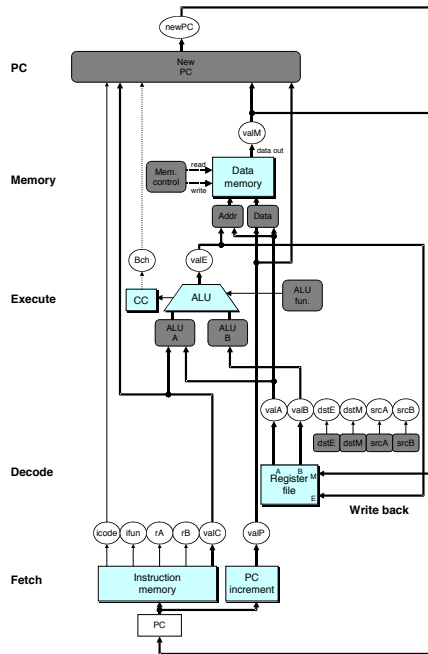 newPC
PC
New
PC
valM
data out
Memory
Mem.
control
read
write
Data
memory
Addr
Data
Bch
valE
Execute
CC
ALU
ALU
fun.
ALU
A
ALU
B
valA
valB
dstE
dstM
srcA
srcB
dstE
dstM
srcA
srcB
Decode
A
B
M
Register
file
E
Write back
icode
ifun
rA
rB
valC
valP
Fetch
Instruction
memory
PC
increment
PC